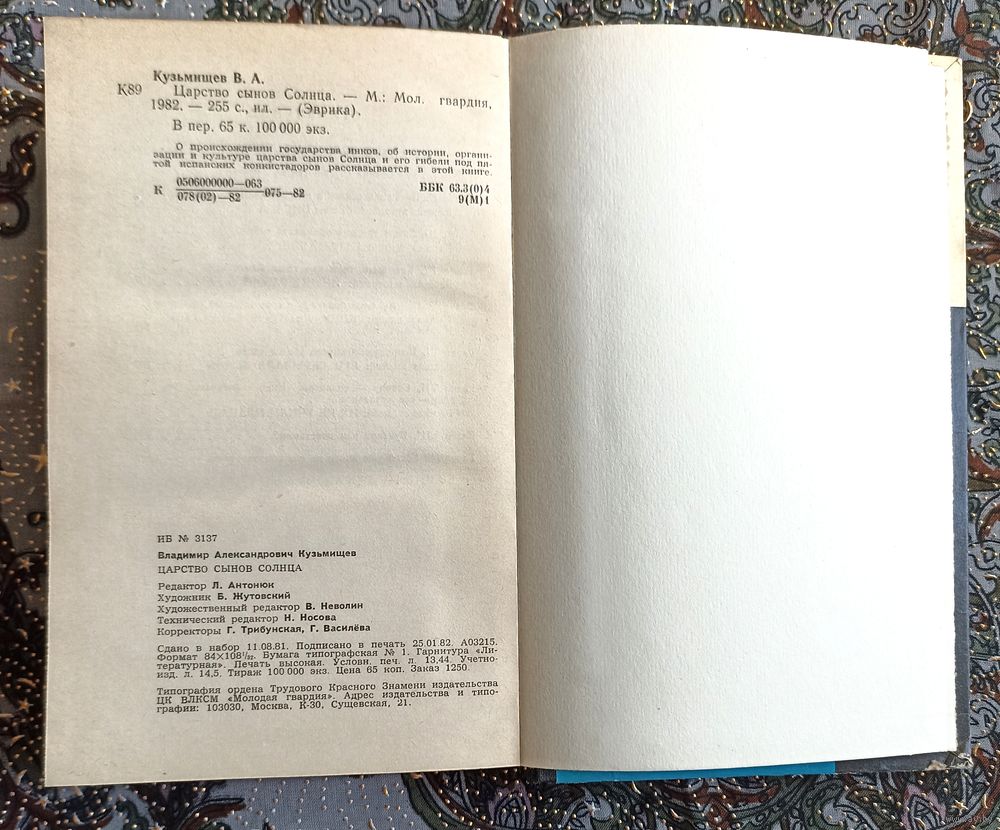 Кузьмищев В. А.
К89 Царство сынов Солнца. — М.: Мол. гвардия,
1982. — 255 с., ил. — (Эврика).
В пер. 65 к. 100 000 экз.
О происхождении государства инков, об истории, органи-
зации и культуре царства сынов Солнца и его гибели под пя-
той испанских конкистадоров рассказывается в этой книге.
К 0506000000—063
078(02)—82 075—82
ББК 63.3(0)4
9(М)1
ИБ № 3137
Владимир Александрович Кузьмищев
ЦАРСТВО СЫНОВ СОЛНЦА
Редактор Л. Антонюк
Художник Б. Жутовский
Художественный редактор В. Неволин
Технический редактор Н. Носова
Корректоры Г. Трибунская, Г. Василёва
Сдано в набор 11.08.81. Подписано в печать 25.01.82. А03215.
Формат 84×108¹/₃₂. Бумага типографская № 1. Гарнитура «Ли-
тературная». Печать высокая. Условн. печ. л. 13,44. Учетно-
изд. л. 14,5. Тираж 100 000 экз. Цена 65 коп. Заказ 1250.
Типография ордена Трудового Красного Знамени издательства
ЦК ВЛКСМ «Молодая гвардия». Адрес издательства и типо-
графии: 103030, Москва, К-30, Сущевская, 21.